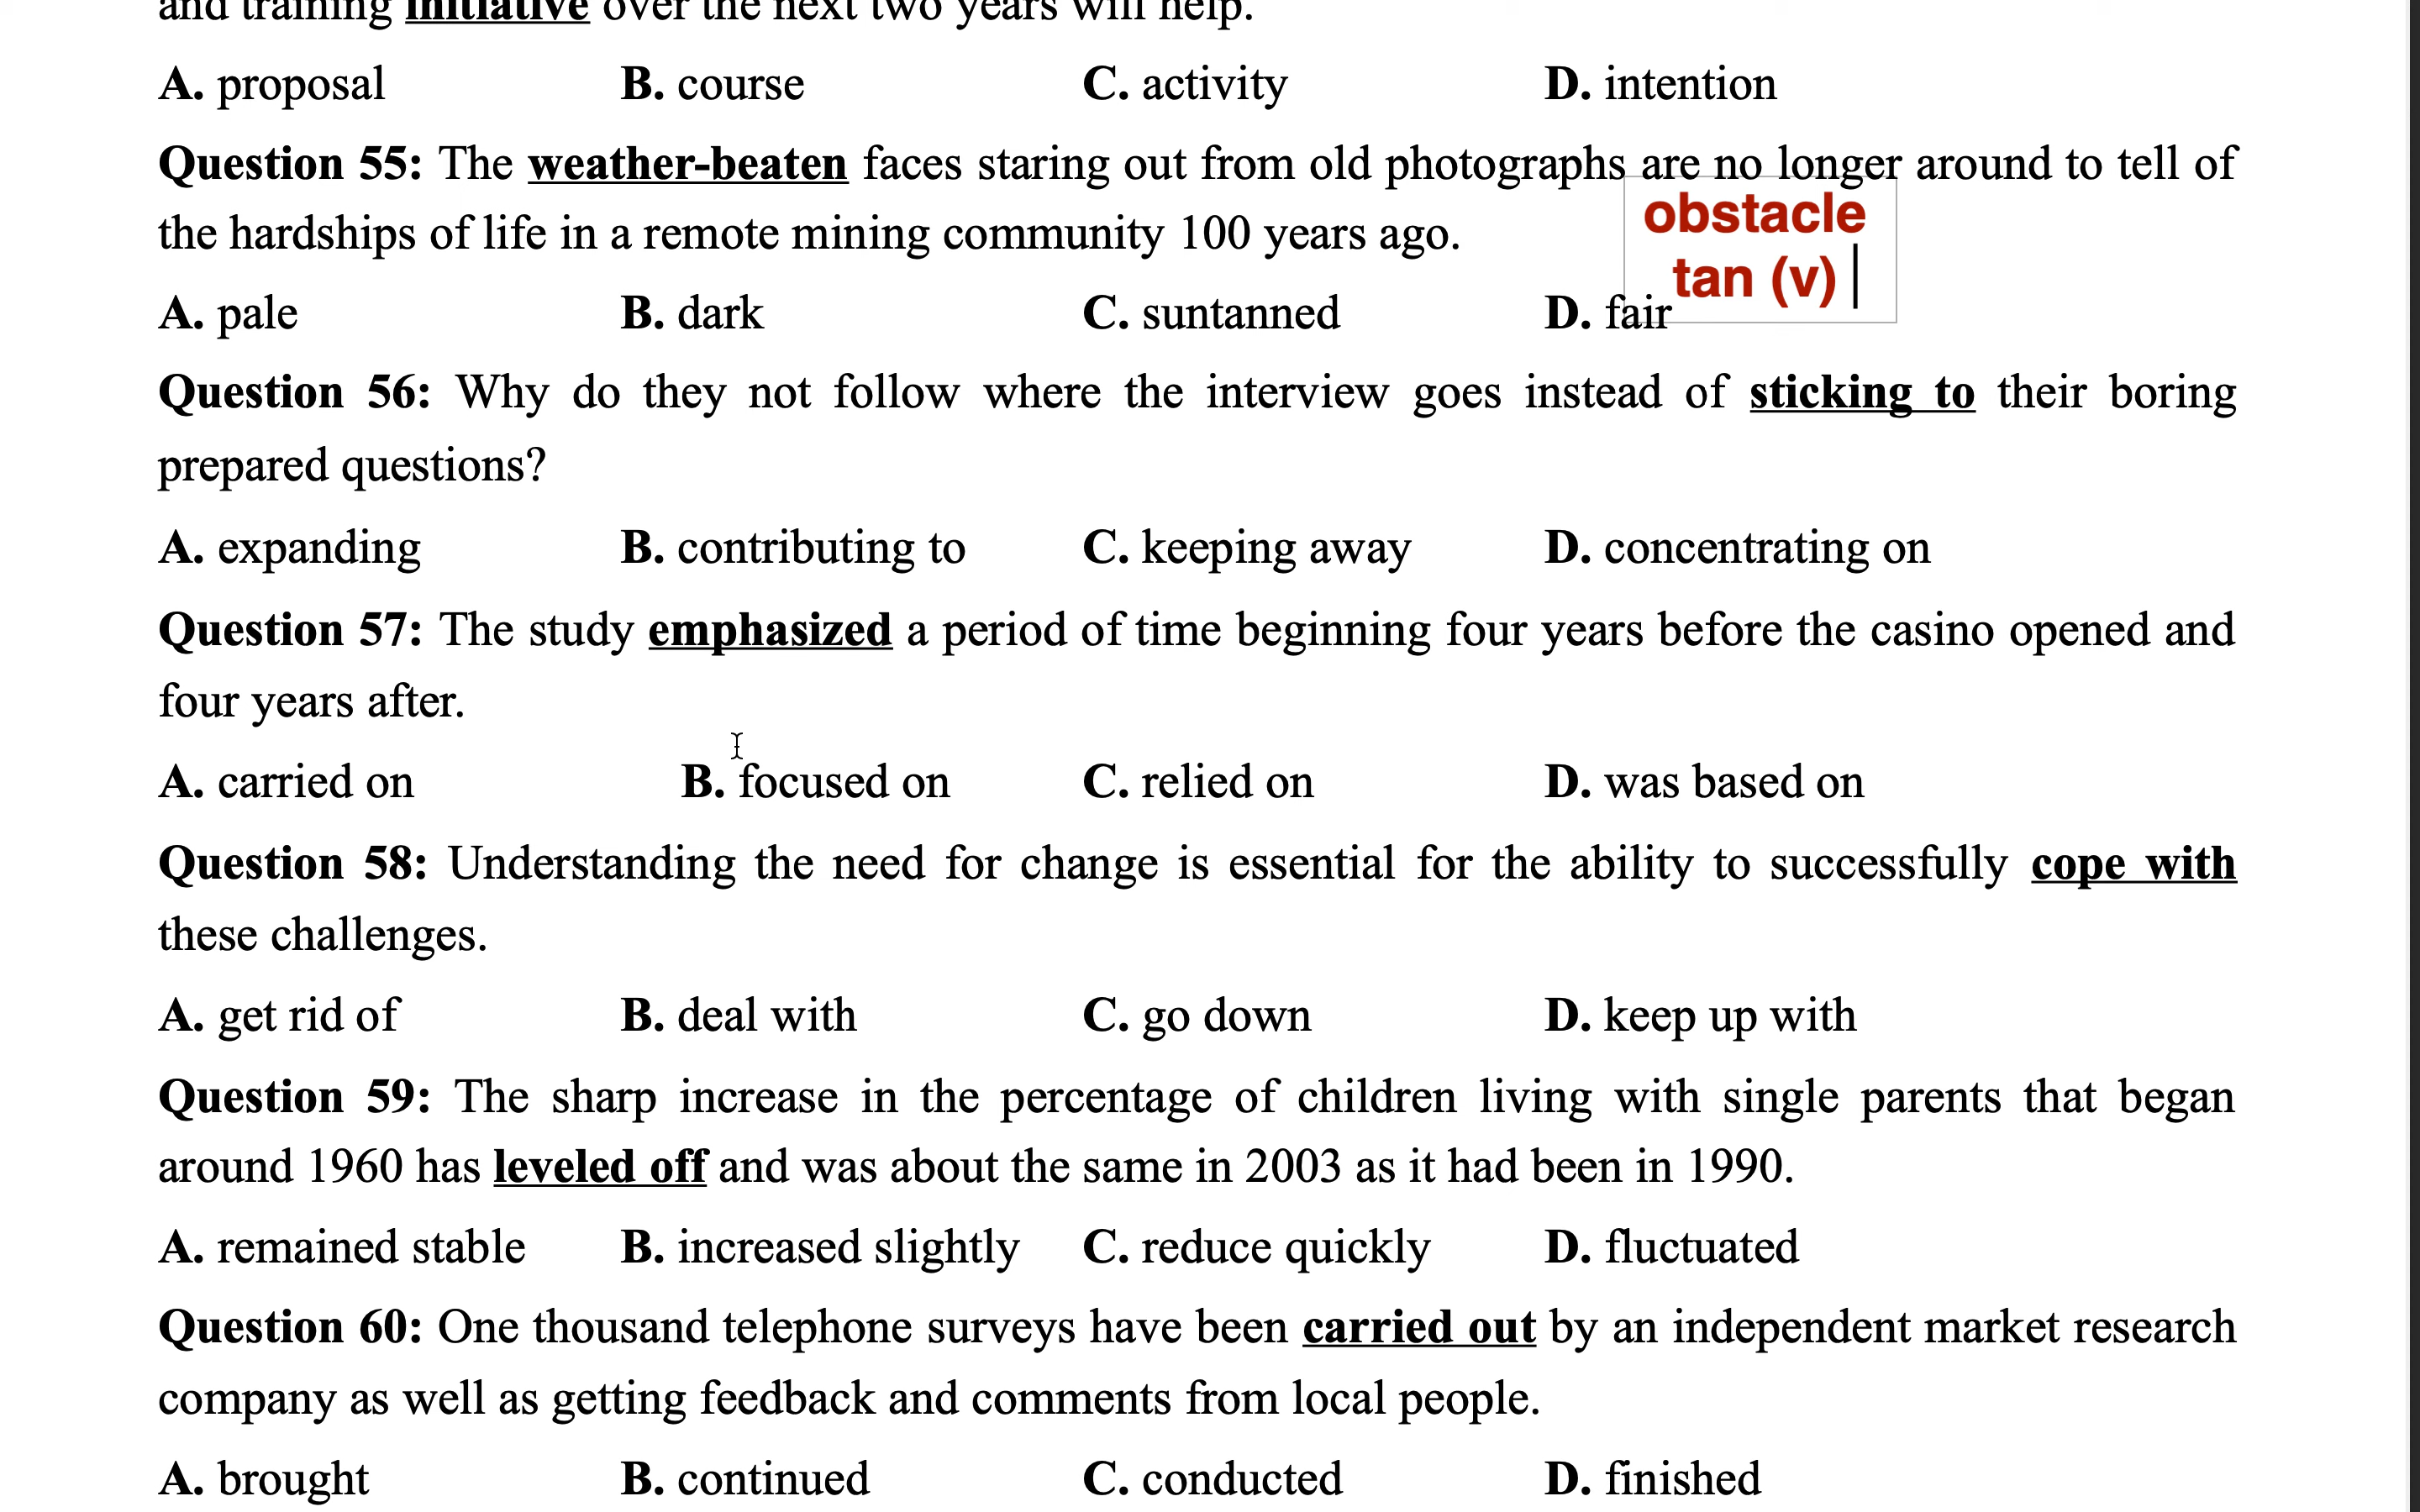 and training initiative over the next two years will help.
A. proposal B. course C. activity D. intention
Question 55: The weather-beaten faces staring out from old photographs are no longer around to tell of
the hardships of life in a remote mining community 100 years ago.
obstacle
tan (v)
A. pale B. dark C. suntanned D. fair
Question 56: Why do they not follow where the interview goes instead of sticking to their boring
prepared questions?
A. expanding B. contributing to C. keeping away D. concentrating on
Question 57: The study emphasized a period of time beginning four years before the casino opened and
four years after.
A. carried on B. focused on C. relied on D. was based on
Question 58: Understanding the need for change is essential for the ability to successfully cope with
these challenges.
A. get rid of B. deal with C. go down D. keep up with
Question 59: The sharp increase in the percentage of children living with single parents that began
around 1960 has leveled off and was about the same in 2003 as it had been in 1990.
A. remained stable B. increased slightly C. reduce quickly D. fluctuated
Question 60: One thousand telephone surveys have been carried out by an independent market research
company as well as getting feedback and comments from local people.
A. brought B. continued C. conducted D. finished